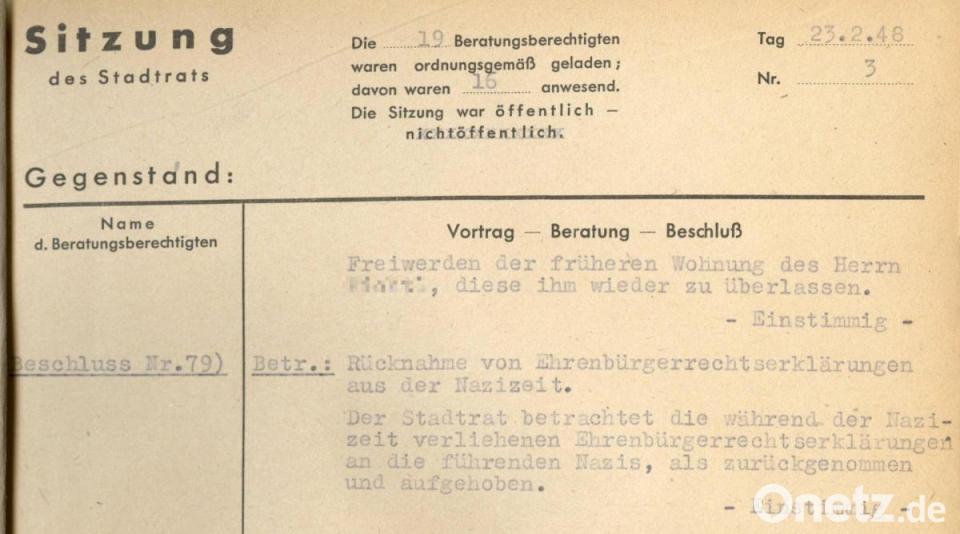 Sitzung
des Stadtrats
Die 19 Beratungsberechtigten
waren ordnungsgemäß geladen;
davon waren 16 anwesend.
Die Sitzung war öffentlich –
nichtöffentlich.
Tag 23.2.48
Nr. 3
Gegenstand:
Name
d. Beratungsberechtigten
Vortrag — Beratung — Beschluß
Freiwerden der früheren Wohnung des Herrn
, diese ihm wieder zu überlassen.
- Einstimmig -
Beschluss Nr.79)
Betr.: Rücknahme von Ehrenbürgerrechtserklärungen
aus der Nazizeit.
Der Stadtrat betrachtet die während der Nazi-
zeit verliehenen Ehrenbürgerrechtserklärungen
an die führenden Nazis, als zurückgenommen
und aufgehoben.
- Einstimmig -
Onetz.de